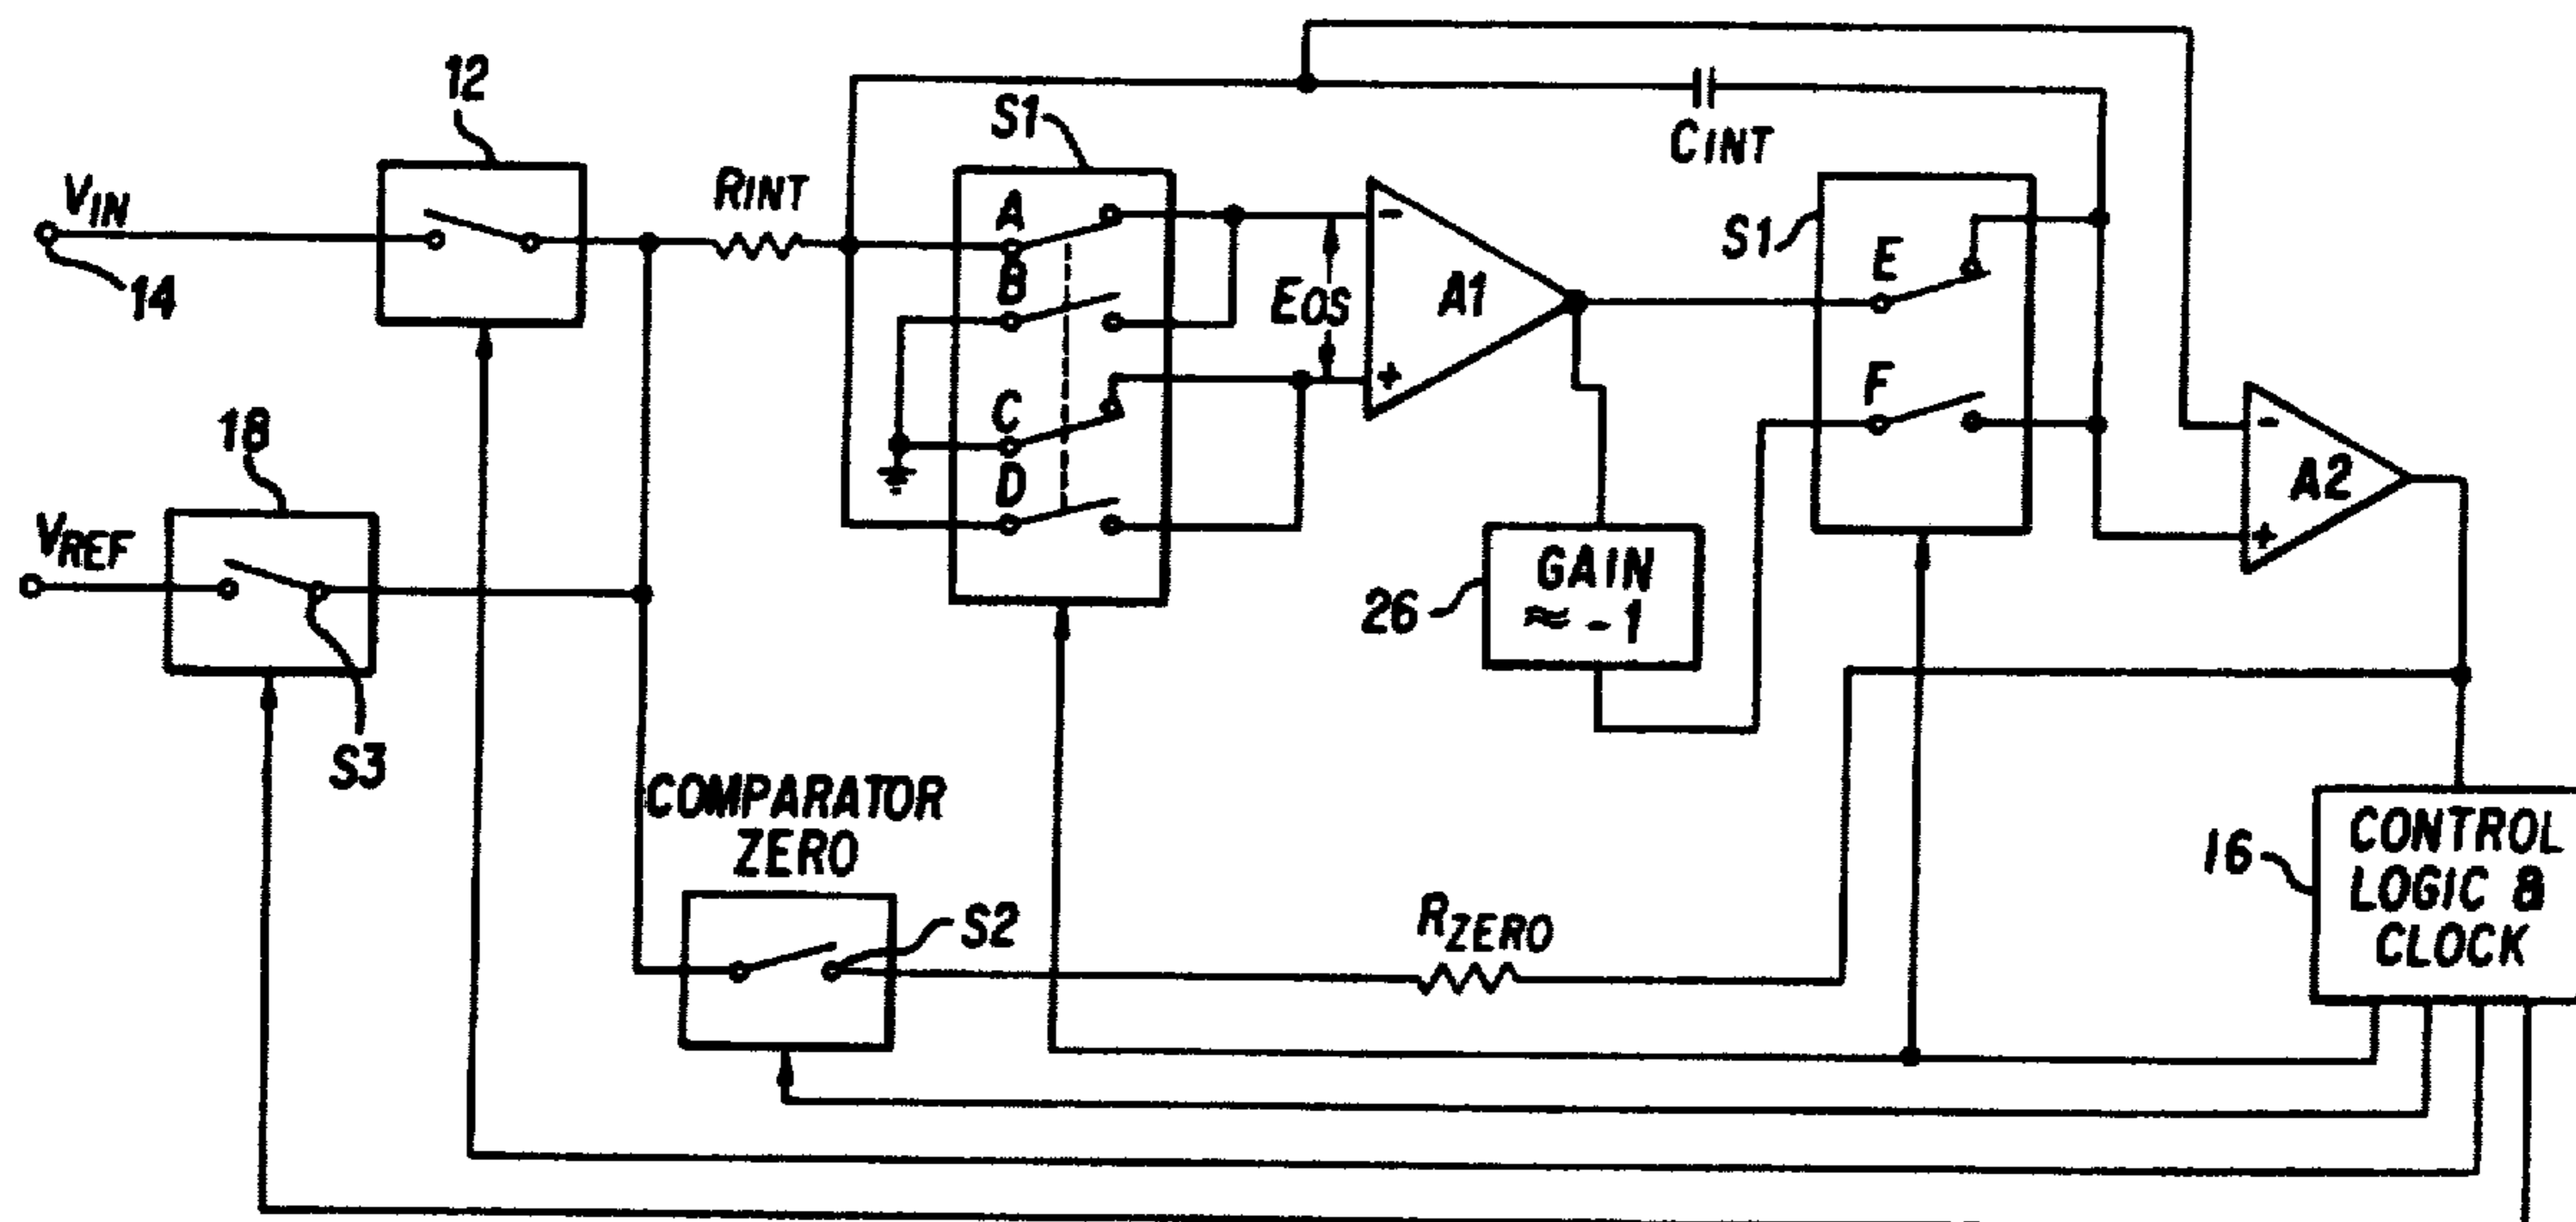 12
S1
CINT
VIN
RINT
A
14
B
EOS
-
A1
+
S1
E
F
C
D
18
VREF
S3
26
GAIN
≈ -1
-
A2
+
COMPARATOR
ZERO
S2
RZERO
16
CONTROL
LOGIC &
CLOCK